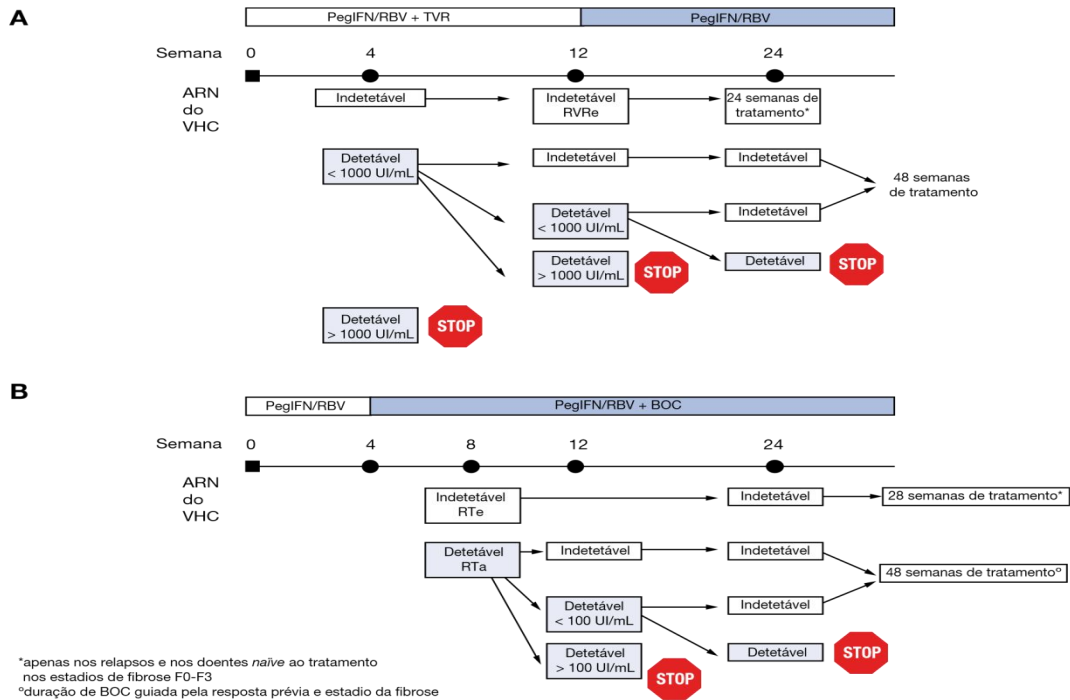 A
PegIFN/RBV + TVR
PegIFN/RBV
Semana
0
4
12
24
ARN
do
VHC
Indetetável
Indetetável
RVRe
24 semanas de
tratamento*
Detetável
< 1000 UI/mL
Indetetável
Indetetável
48 semanas
de tratamento
Detetável
< 1000 UI/mL
Indetetável
Detetável
> 1000 UI/mL
STOP
Detetável
STOP
Detetável
> 1000 UI/mL
STOP
B
PegIFN/RBV
PegIFN/RBV + BOC
Semana
0
4
8
12
24
ARN
do
VHC
Indetetável
RTe
Indetetável
28 semanas de tratamento*
Detetável
RTa
Indetetável
Indetetável
48 semanas de tratamentoº
Detetável
< 100 UI/mL
Indetetável
Detetável
> 100 UI/mL
STOP
Detetável
STOP
*apenas nos relapsos e nos doentes naïve ao tratamento
nos estadios de fibrose F0-F3
ºduração de BOC guiada pela resposta prévia e estadio da fibrose